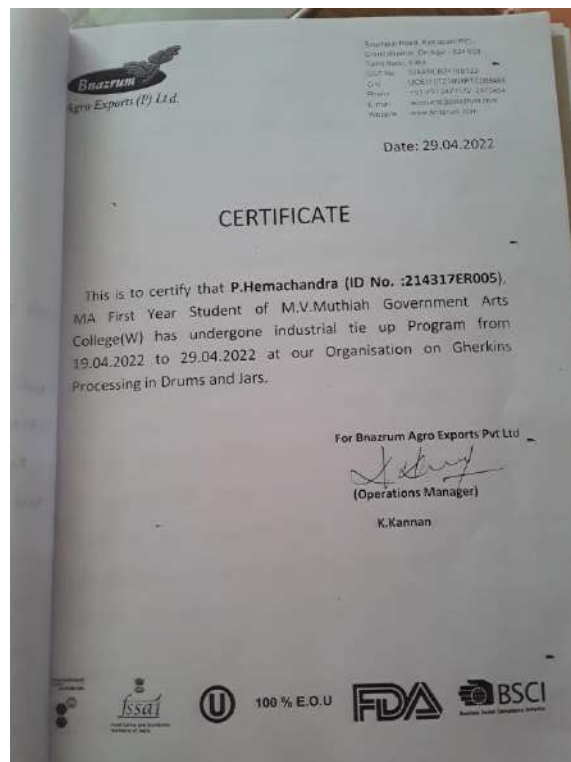 Bnazrum
Agro Exports (P) Ltd.
Date: 29.04.2022
CERTIFICATE
This is to certify that P.Hemachandra (ID No. :214317ER005),
MA First Year Student of M.V.Muthiah Government Arts
College(W) has undergone industrial tie up Program from
19.04.2022 to 29.04.2022 at our Organisation on Gherkins
Processing in Drums and Jars.
For Bnazrum Agro Exports Pvt Ltd
(Operations Manager)
K.Kannan
fssai
U
100 % E.O.U
FDA
BSCI